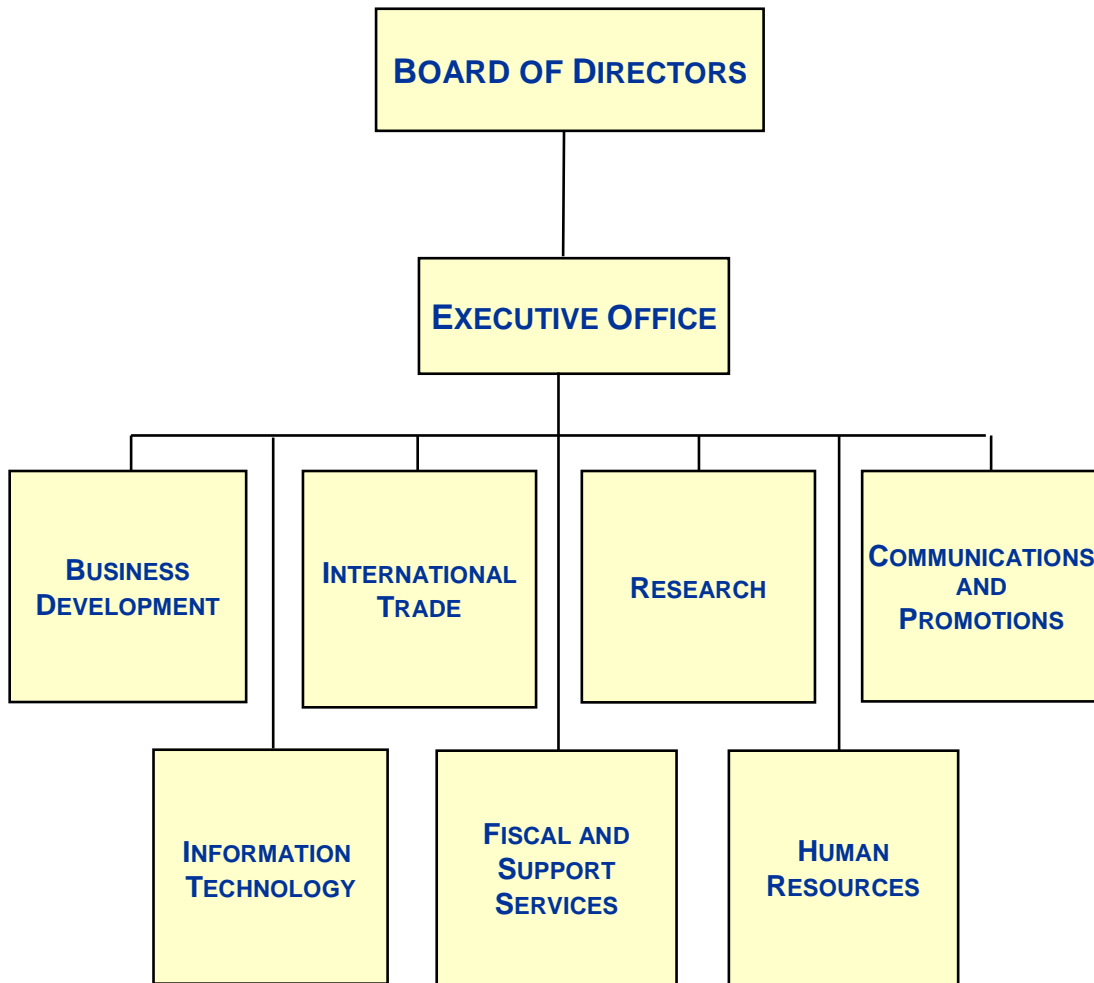 BOARD OF DIRECTORS
EXECUTIVE OFFICE
BUSINESS
DEVELOPMENT
INTERNATIONAL
TRADE
RESEARCH
COMMUNICATIONS
AND
PROMOTIONS
INFORMATION
TECHNOLOGY
FISCAL AND
SUPPORT
SERVICES
HUMAN
RESOURCES